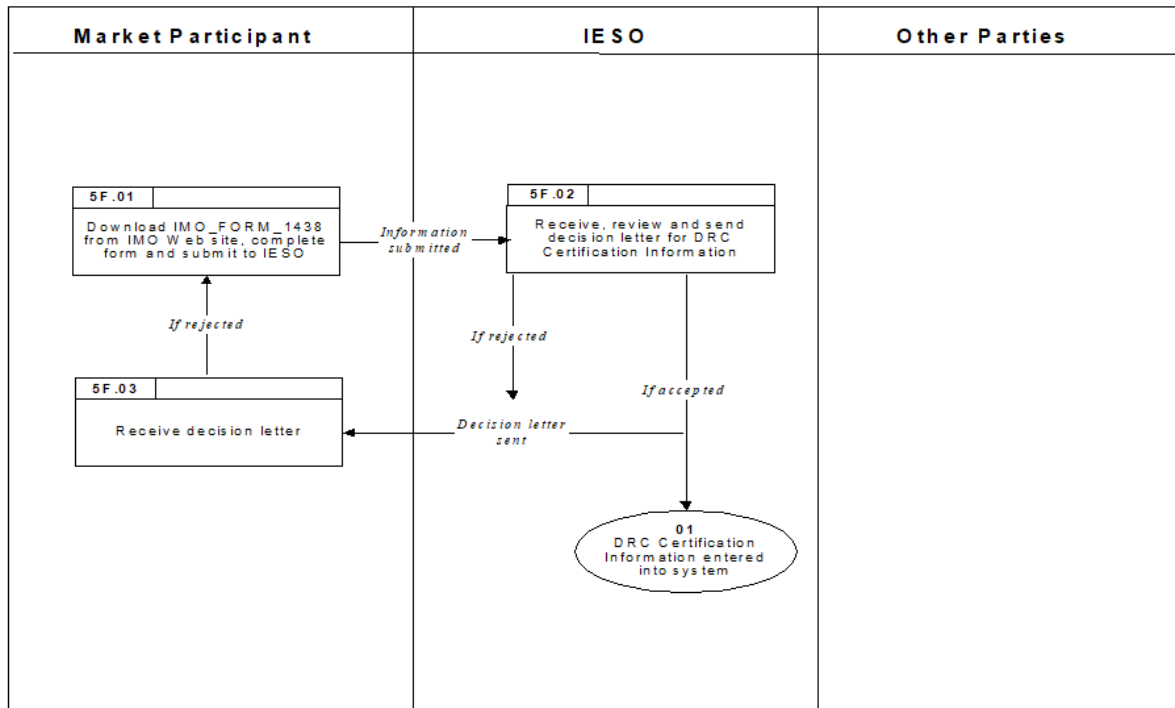 Market Participant
IESO
Other Parties
5F.01
Download IMO_FORM_1438
from IMO Web site, complete
form and submit to IESO
Information
submitted
5F.02
Receive, review and send
decision letter for DRC
Certification Information
If rejected
If rejected
5F.03
Receive decision letter
If accepted
Decision letter
sent
01
DRC Certification
Information entered
into system